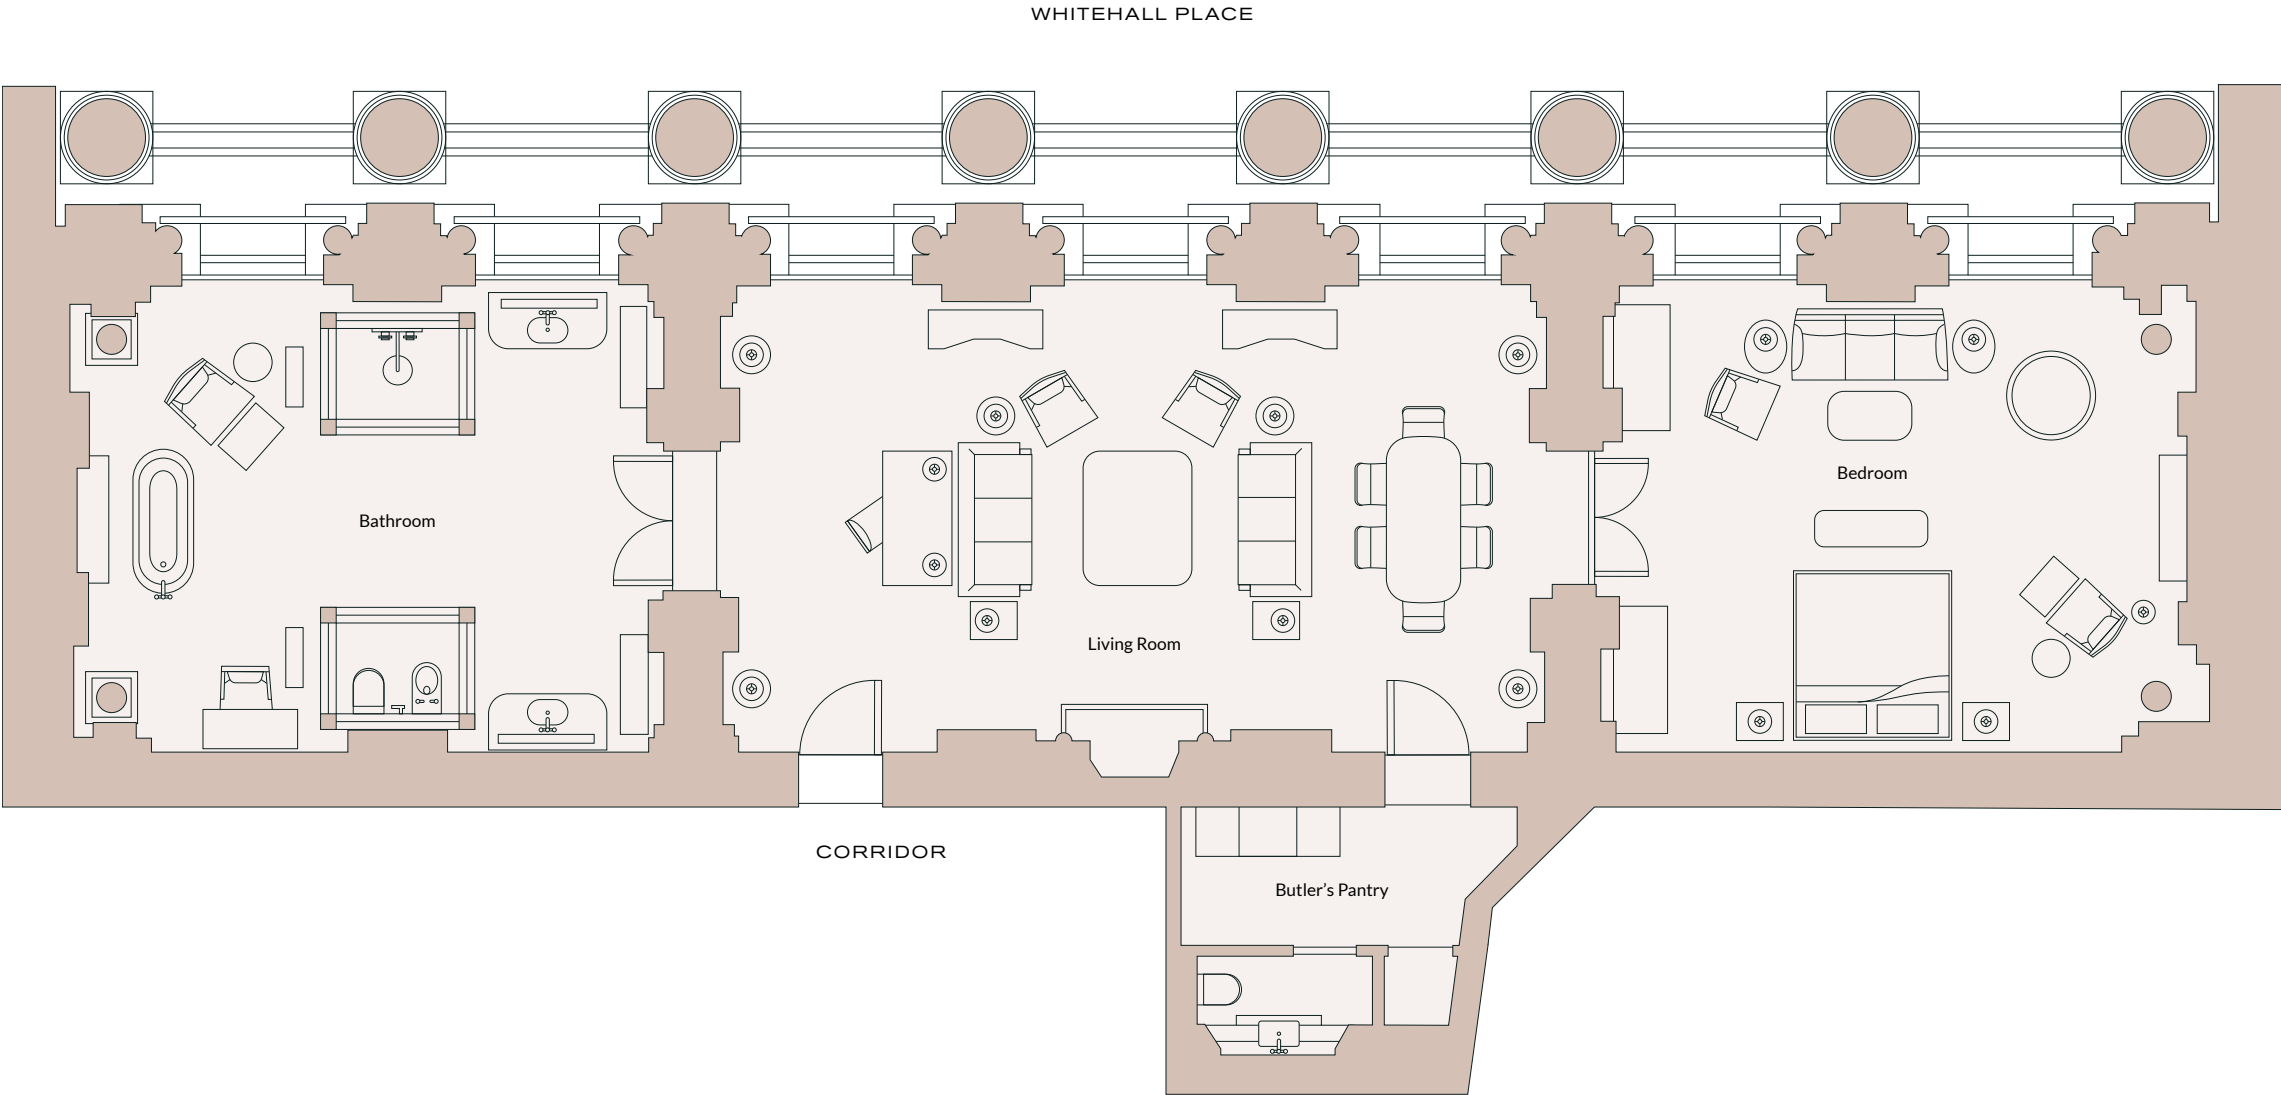 WHITEHALL PLACE
Bedroom
Bathroom
Living Room
CORRIDOR
Butler’s Pantry